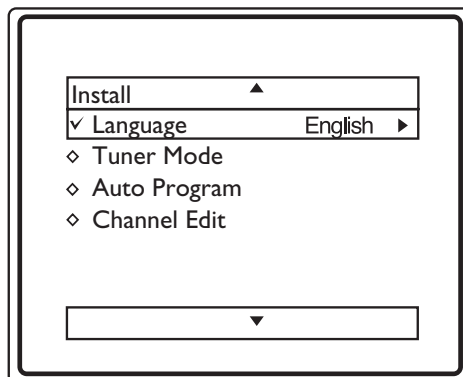 Install
Language English
Tuner Mode
Auto Program
Channel Edit